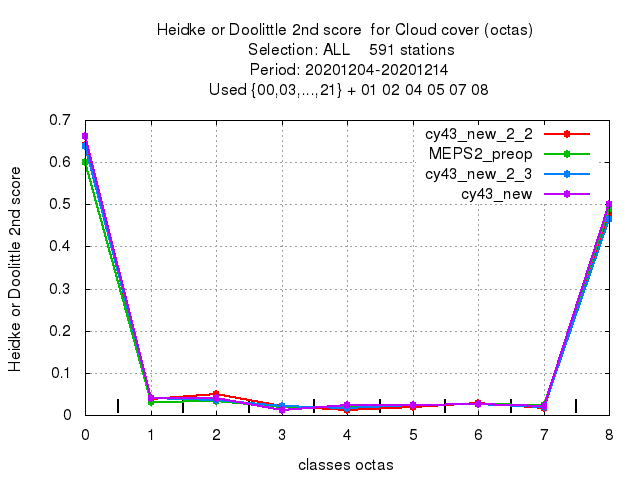 Heidke or Doolittle 2nd score  for Cloud cover (octas)
Selection: ALL    591 stations
Period: 20201204-20201214
Used {00,03,...,21} + 01 02 04 05 07 08
cy43_new_2_2
MEPS2_preop
cy43_new_2_3
cy43_new
Heidke or Doolittle 2nd score
0.7
0.6
0.5
0.4
0.3
0.2
0.1
0
0 1 2 3 4 5 6 7 8
classes octas